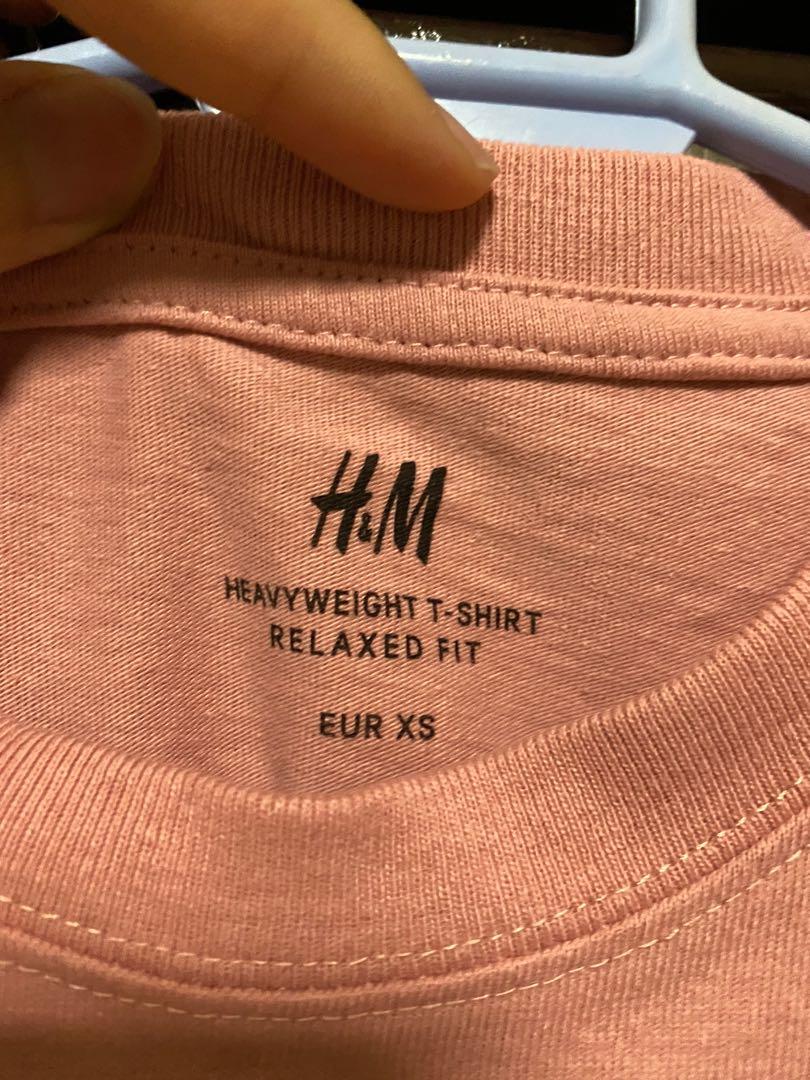 H&M
HEAVYWEIGHT T-SHIRT
RELAXED FIT
EUR XS